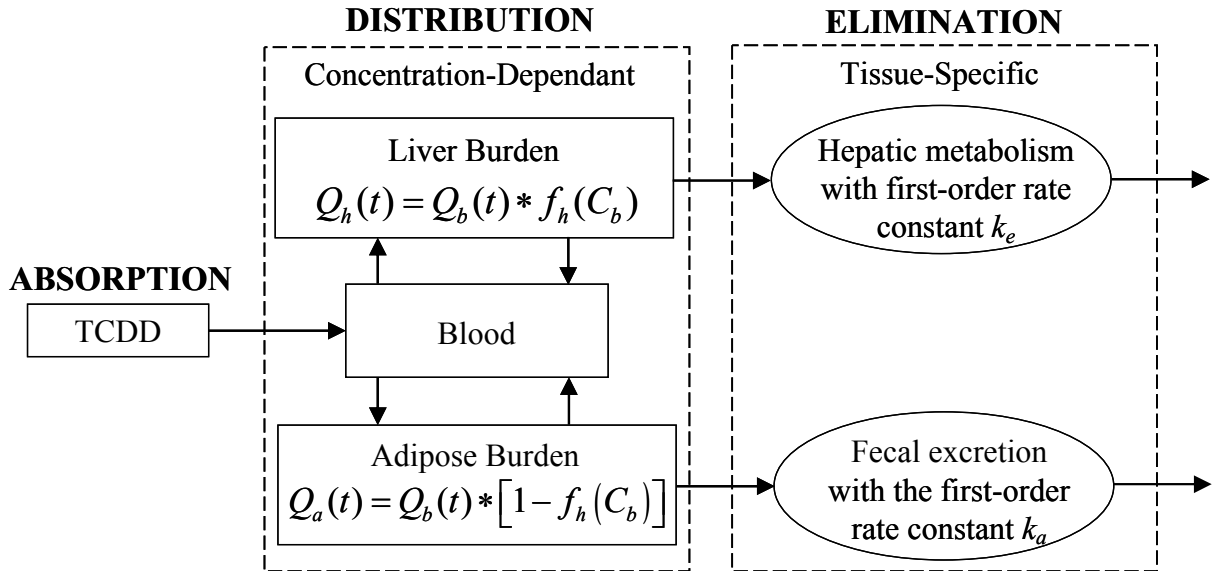 DISTRIBUTION
ELIMINATION
Concentration-Dependant
Tissue-Specific
Liver Burden
Q_h(t) = Q_b(t) * f_h(C_b)
Hepatic metabolism
with first-order rate
constant k_e
ABSORPTION
TCDD
Blood
Adipose Burden
Q_a(t) = Q_b(t) * [1 − f_h(C_b)]
Fecal excretion
with the first-order
rate constant k_a